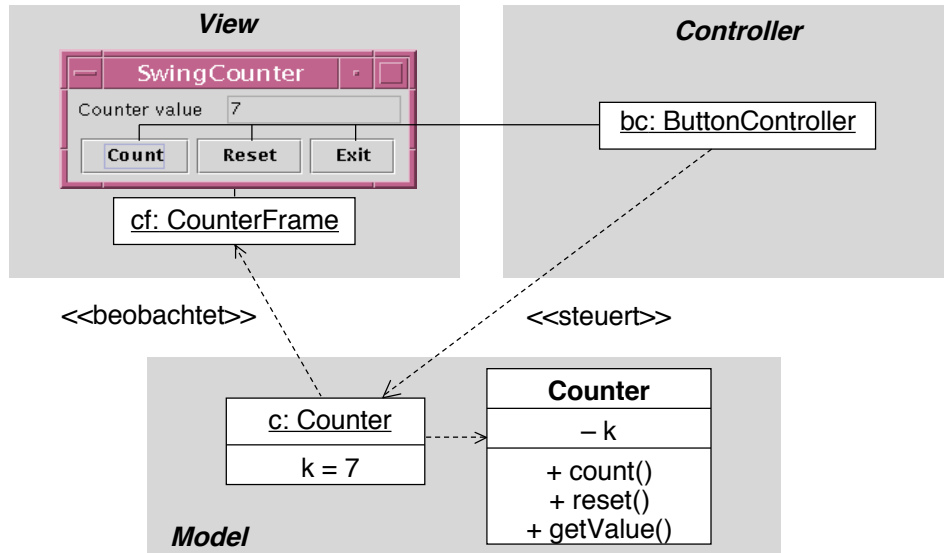 View
Controller
SwingCounter
Counter value 7
Count Reset Exit
bc: ButtonController
cf: CounterFrame
<<beobachtet>>
<<steuert>>
c: Counter
k = 7
Counter
– k
+ count()
+ reset()
+ getValue()
Model